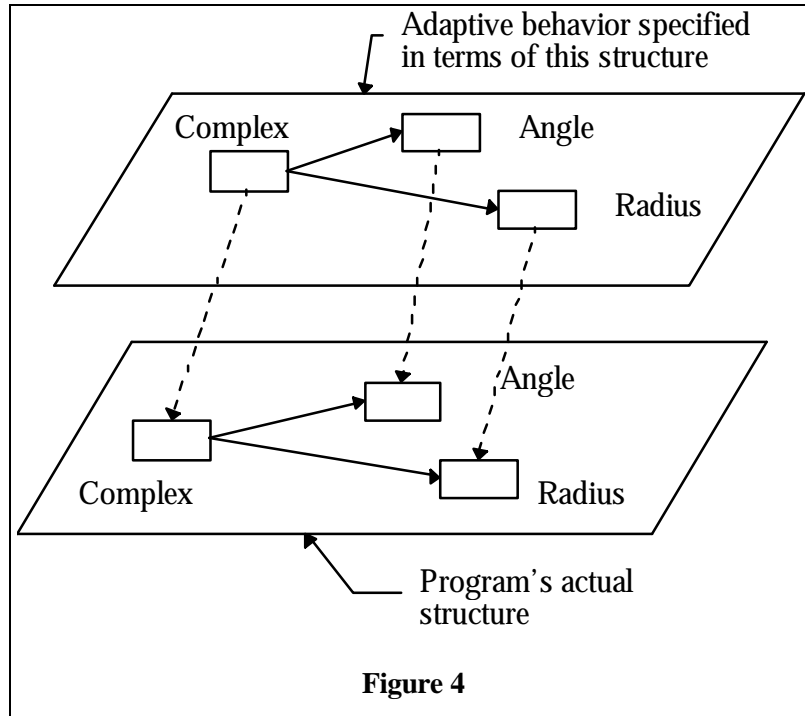 Adaptive behavior specified
in terms of this structure
Complex
Angle
Radius
Angle
Complex
Radius
Program's actual
structure
Figure 4